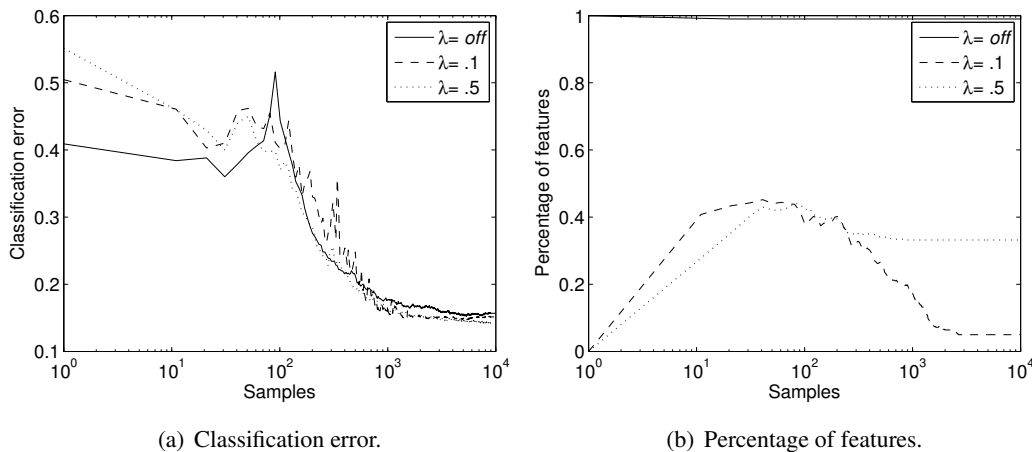 0.6
0.5
0.4
0.3
0.2
0.1
10^0
10^1
10^2
10^3
10^4
Samples
Classification error
λ= off
λ= .1
λ= .5
(a) Classification error.
1
0.8
0.6
0.4
0.2
0
10^0
10^1
10^2
10^3
10^4
Samples
Percentage of features
λ= off
λ= .1
λ= .5
(b) Percentage of features.